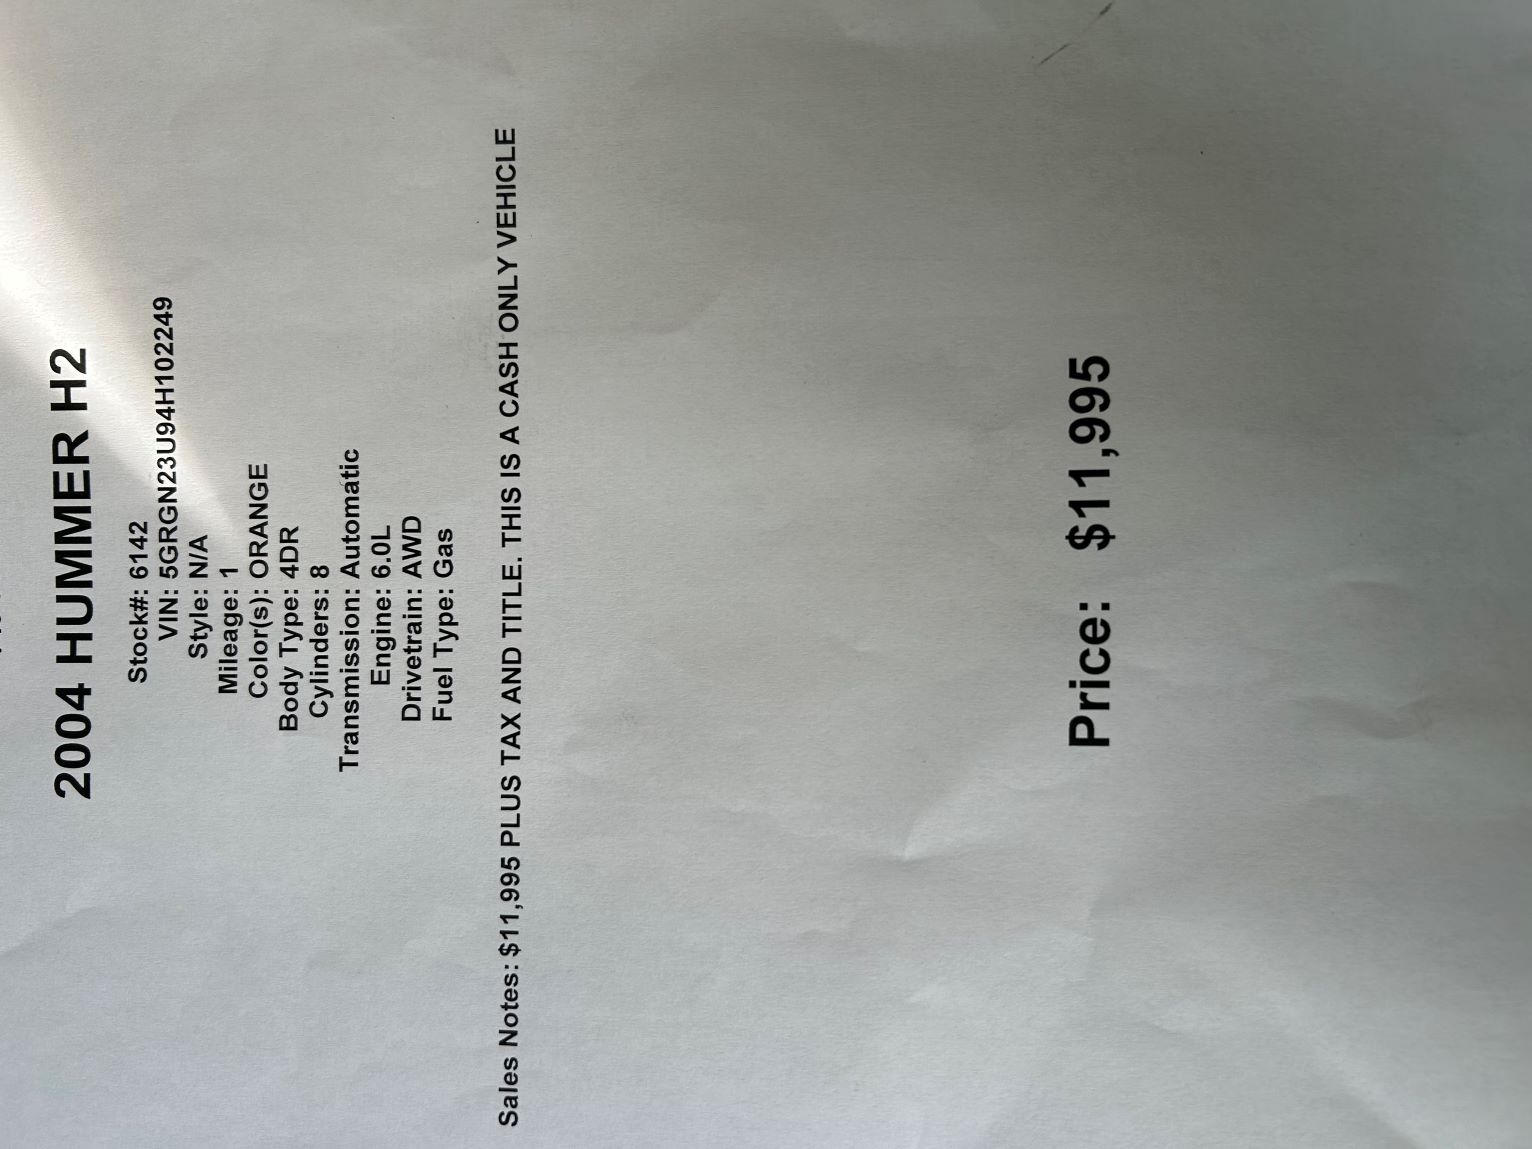 2004 HUMMER H2
Stock#: 6142
VIN: 5GRGN23U94H102249
Style: N/A
Mileage: 1
Color(s): ORANGE
Body Type: 4DR
Cylinders: 8
Transmission: Automatic
Engine: 6.0L
Drivetrain: AWD
Fuel Type: Gas
Sales Notes: $11,995 PLUS TAX AND TITLE. THIS IS A CASH ONLY VEHICLE
Price: $11,995